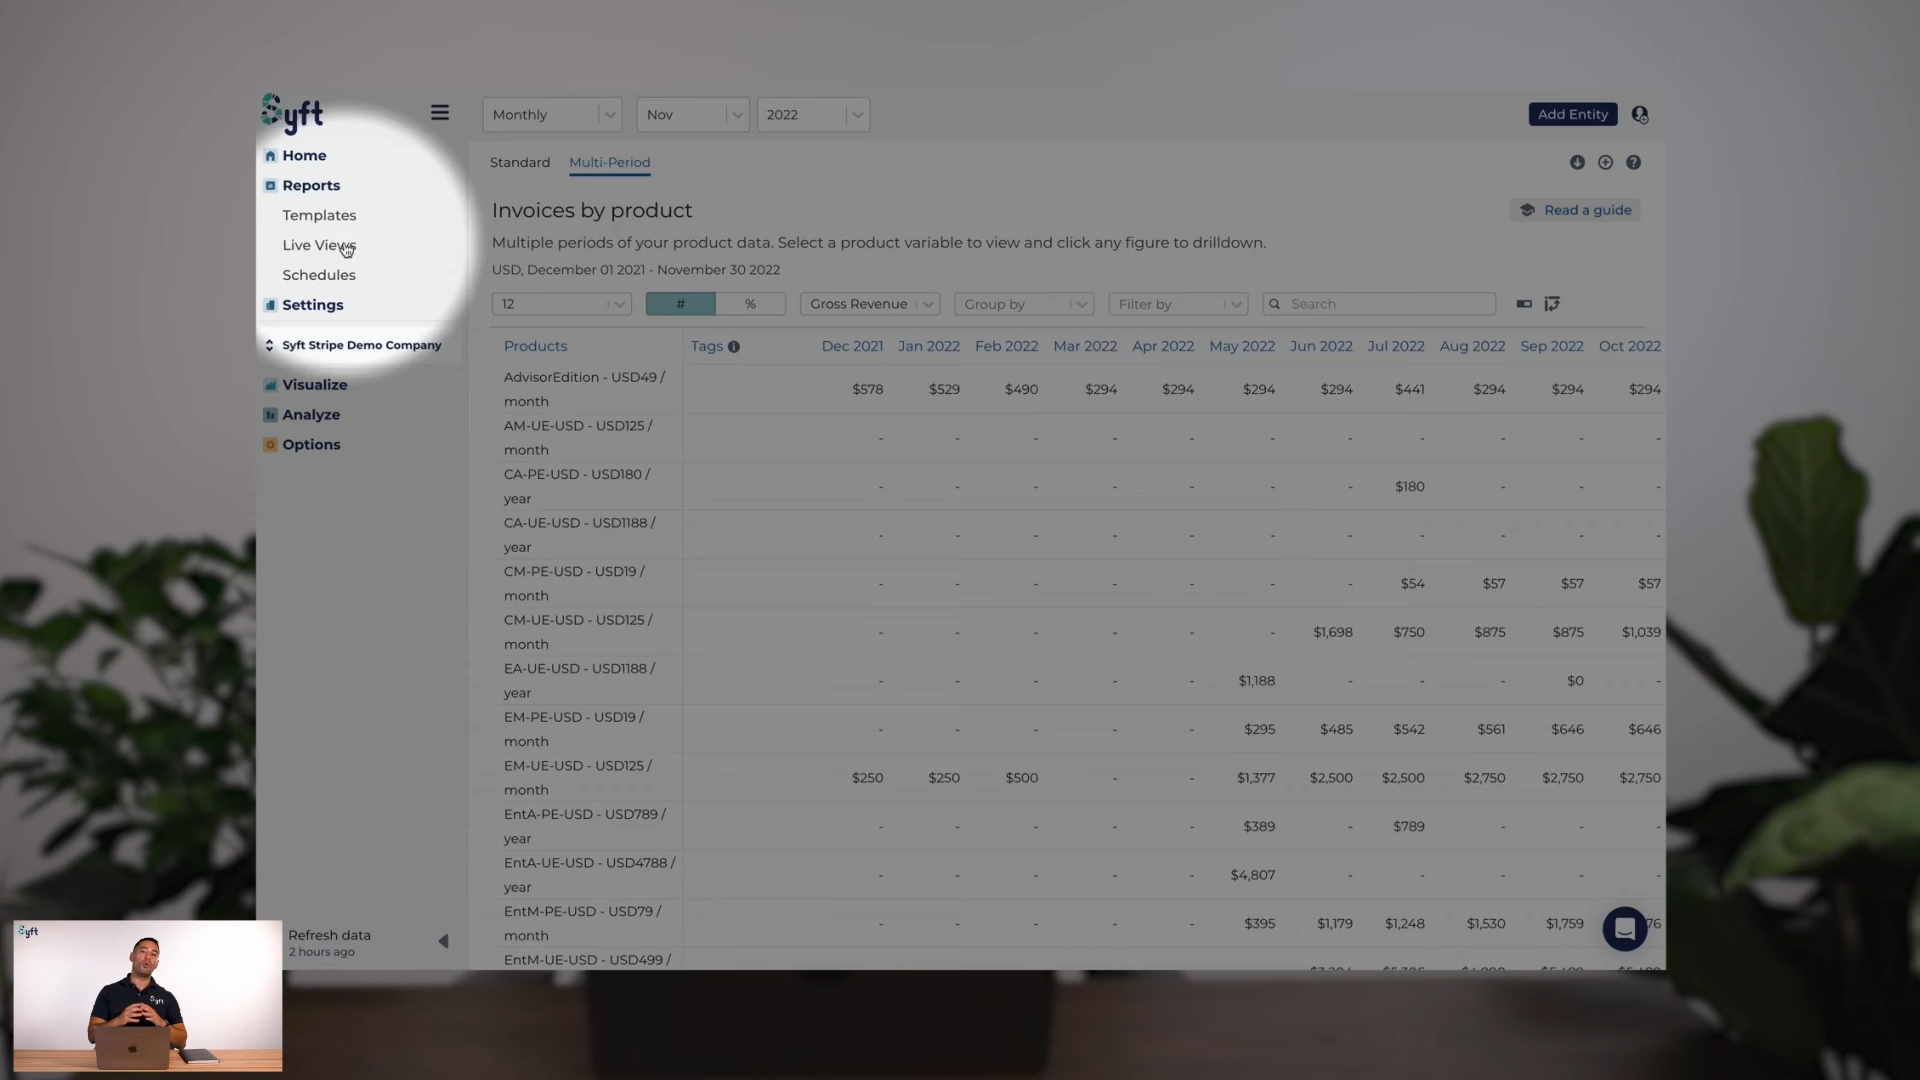 Syft
Home
Reports
Templates
Live Views
Schedules
Settings
Syft Stripe Demo Company
Visualize
Analyze
Options
Refresh data
2 hours ago
Monthly Nov 2022 Add Entity
Standard Multi-Period
Invoices by product Read a guide
Multiple periods of your product data. Select a product variable to view and click any figure to drilldown.
USD, December 01 2021 - November 30 2022
12 # % Gross Revenue Group by Filter by Search
Products Tags Dec 2021 Jan 2022 Feb 2022 Mar 2022 Apr 2022 May 2022 Jun 2022 Jul 2022 Aug 2022 Sep 2022 Oct 2022
AdvisorEdition - USD49 /
month
$578 $529 $490 $294 $294 $294 $294 $441 $294 $294 $294
AM-UE-USD - USD125 /
month
- - - - - - - - - - -
CA-PE-USD - USD180 /
year
- - - - - - - $180 - - -
CA-UE-USD - USD1188 /
year
- - - - - - - - - - -
CM-PE-USD - USD19 /
month
- - - - - - - $54 $57 $57 $57
CM-UE-USD - USD125 /
month
- - - - - - $1,698 $750 $875 $875 $1,039
EA-UE-USD - USD1188 /
year
- - - - - $1,188 - - - $0 -
EM-PE-USD - USD19 /
month
- - - - - $295 $485 $542 $561 $646 $646
EM-UE-USD - USD125 /
month
$250 $250 $500 - - $1,377 $2,500 $2,500 $2,750 $2,750 $2,750
EntA-PE-USD - USD789 /
year
- - - - - $389 - $789 - - -
EntA-UE-USD - USD4788 /
year
- - - - - $4,807 - - - - -
EntM-PE-USD - USD79 /
month
- - - - - $395 $1,179 $1,248 $1,530 $1,759
EntM-UE-USD - USD499 /
Syft
Syft